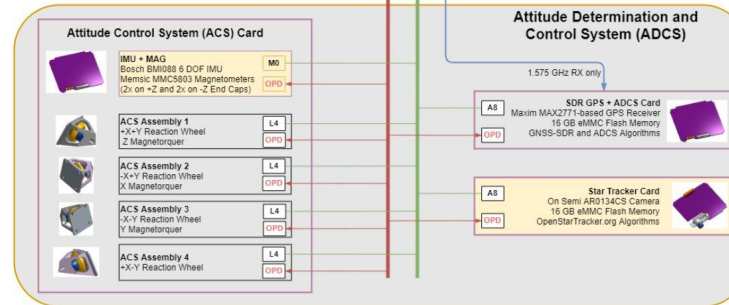 Attitude Determination and
Control System (ADCS)
Attitude Control System (ACS) Card
IMU + MAG
Bosch BMI088 6 DOF IMU
Memsic MMC5803 Magnetometers
(2x on +Z and 2x on -Z End Caps)
M0
OPD
ACS Assembly 1
+X+Y Reaction Wheel
Z Magnetorquer
L4
OPD
ACS Assembly 2
-X+Y Reaction Wheel
X Magnetorquer
L4
OPD
ACS Assembly 3
-X-Y Reaction Wheel
Y Magnetorquer
L4
OPD
ACS Assembly 4
+X-Y Reaction Wheel
L4
OPD
1.575 GHz RX only
A8
OPD
SDR GPS + ADCS Card
Maxim MAX2771-based GPS Receiver
16 GB eMMC Flash Memory
GNSS-SDR and ADCS Algorithms
A8
OPD
Star Tracker Card
On Semi AR0134CS Camera
16 GB eMMC Flash Memory
OpenStarTracker.org Algorithms